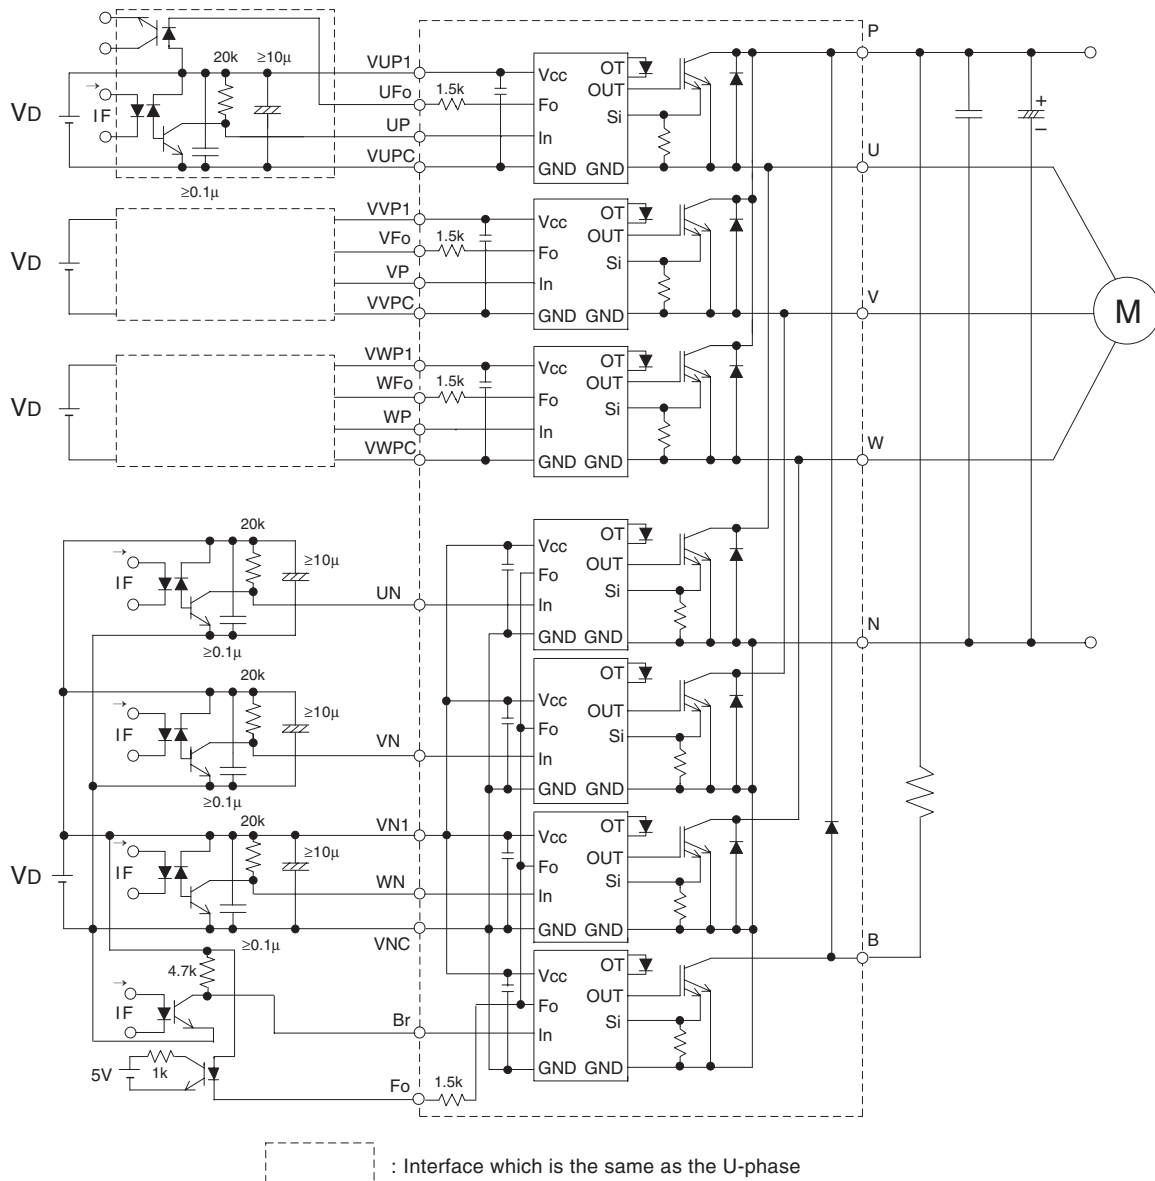 P
20k
≥10μ
VUP1
Vcc
OT
UFo
1.5k
OUT
VD
IF
Fo
Si
UP
In
+
–
VUPC
GND GND
U
≥0.1μ
VVP1
Vcc
OT
VFo
1.5k
OUT
VD
Fo
Si
VP
In
VVPC
GND GND
V
M
VWP1
Vcc
OT
WFo
1.5k
OUT
VD
Fo
Si
WP
In
VWPC
GND GND
W
20k
≥10μ
IF
UN
≥0.1μ
Vcc
OT
OUT
Fo
Si
In
GND GND
N
20k
≥10μ
IF
VN
≥0.1μ
Vcc
OT
OUT
Fo
Si
In
GND GND
20k
≥10μ
VN1
VD
IF
WN
≥0.1μ
VNC
Vcc
OT
OUT
Fo
Si
In
GND GND
B
4.7k
IF
Br
Vcc
OT
OUT
Fo
Si
In
GND GND
5V
1k
Fo
1.5k
: Interface which is the same as the U-phase